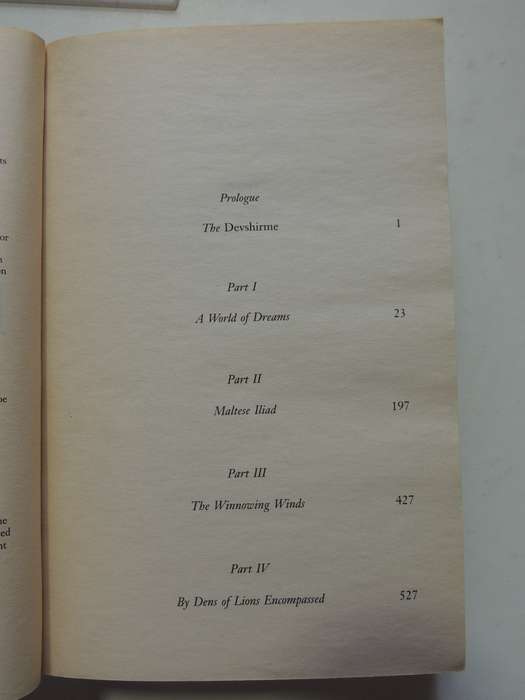 Prologue
The Devshirme 1
Part I
A World of Dreams 23
Part II
Maltese Iliad 197
Part III
The Winnowing Winds 427
Part IV
By Dens of Lions Encompassed 527